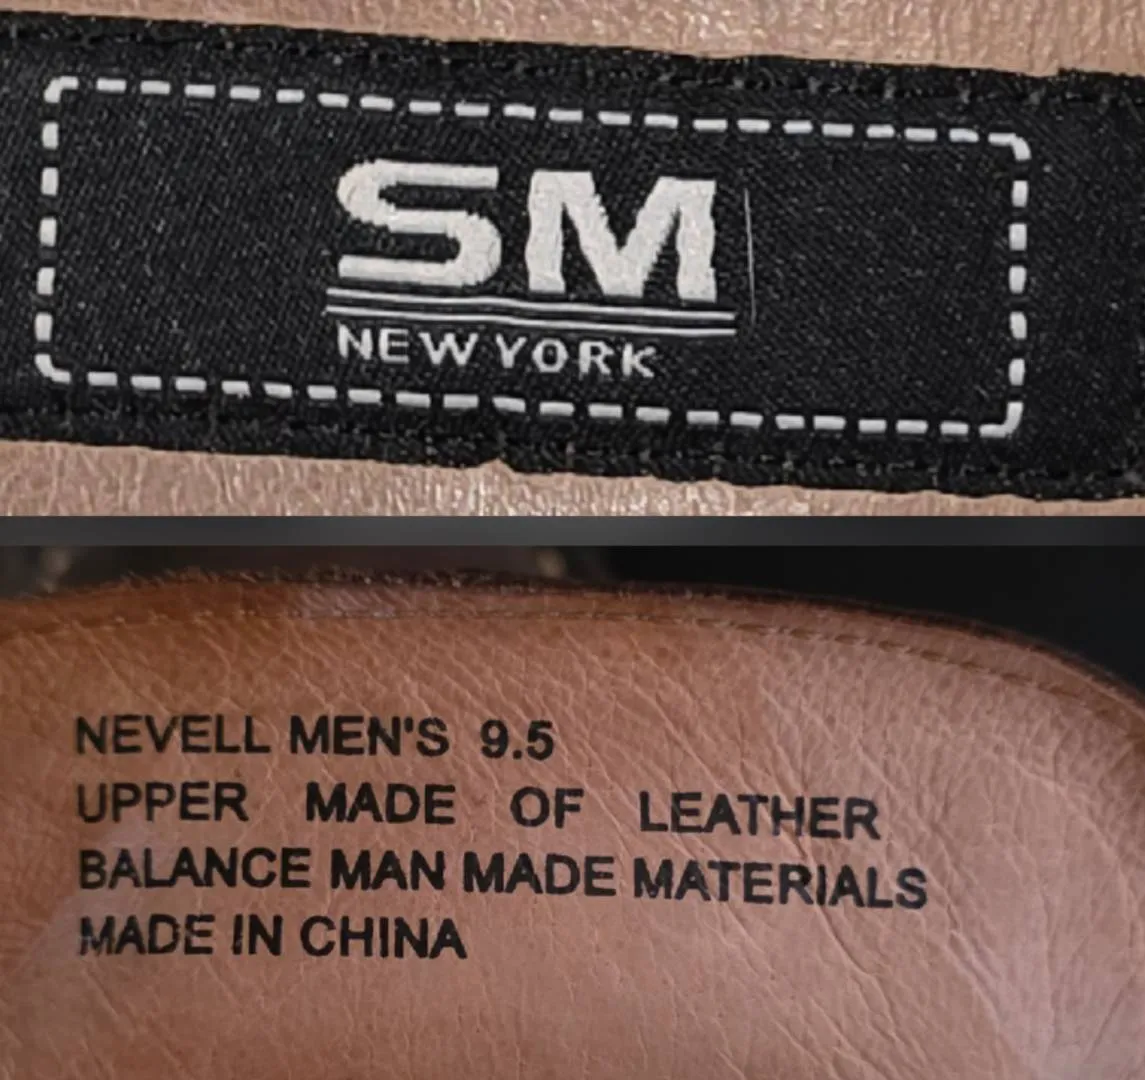 SM
NEW YORK
NEVELL MEN'S 9.5
UPPER MADE OF LEATHER
BALANCE MAN MADE MATERIALS
MADE IN CHINA